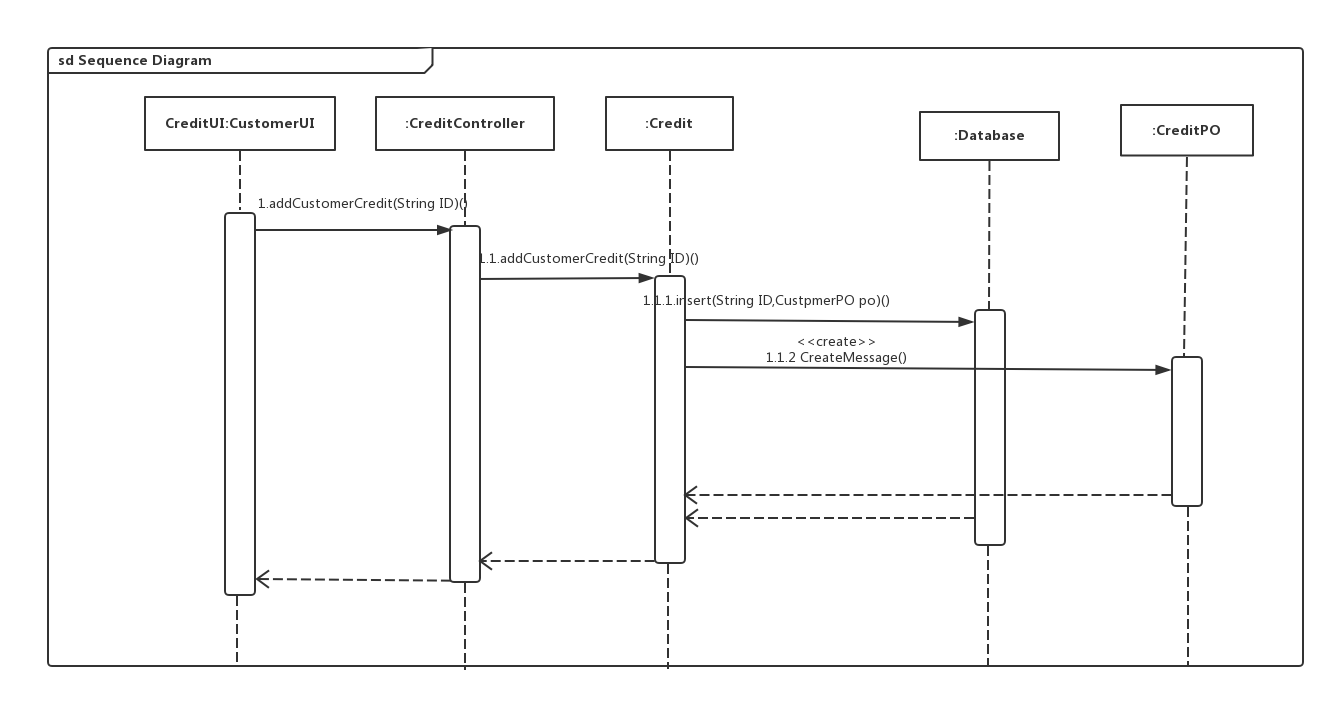 sd Sequence Diagram
CreditUI:CustomerUI
:CreditController
:Credit
:Database
:CreditPO
1.addCustomerCredit(String ID)()
1.1.addCustomerCredit(String ID)()
1.1.1.insert(String ID,CustpmerPO po)()
<<create>>
1.1.2 CreateMessage()